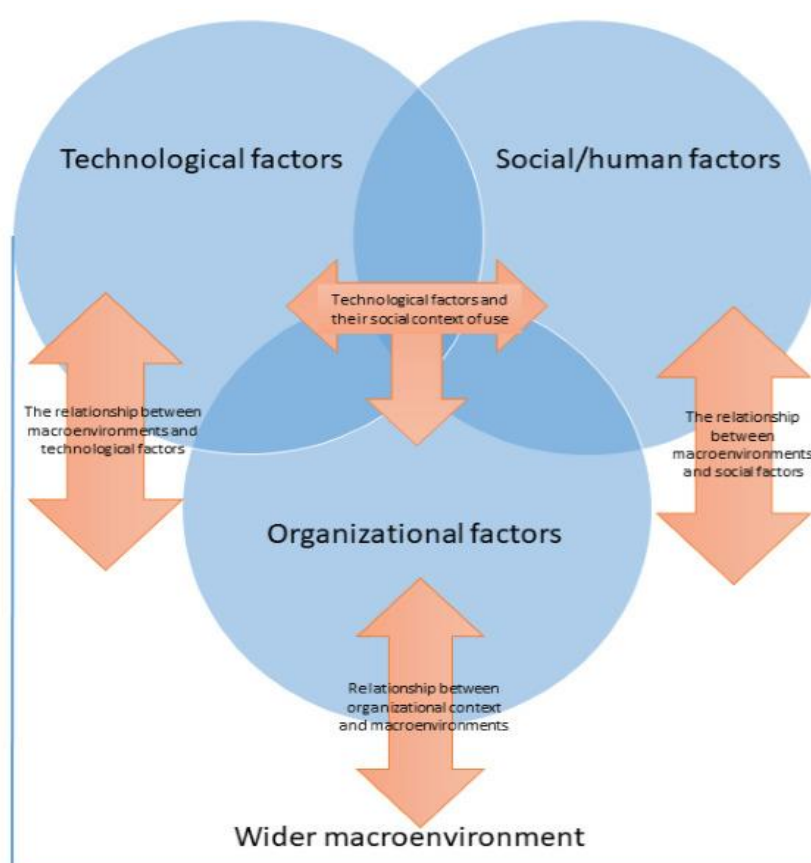 Technological factors
Social/human factors
Technological factors and
their social context of use
The relationship between
macroenvironments and
technological factors
The relationship
between
macroenvironments
and social factors
Organizational factors
Relationship between
organizational context
and macroenvironments
Wider macroenvironment